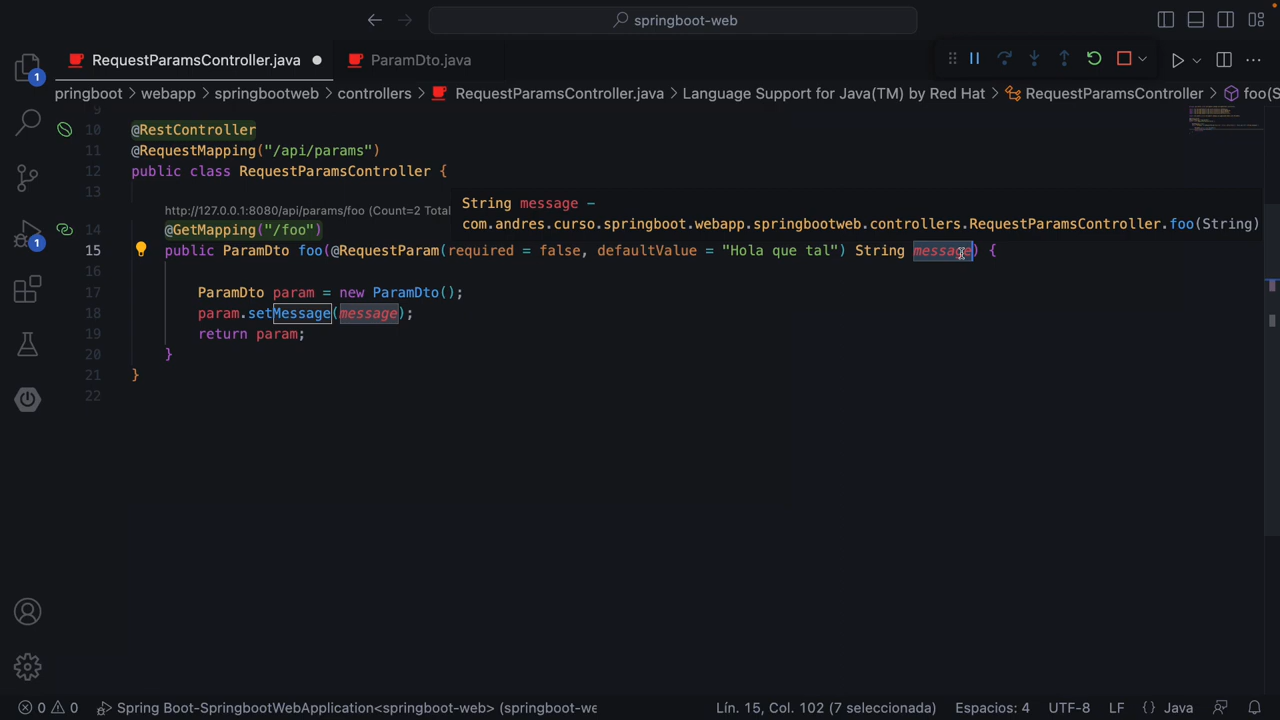 springboot-web
RequestParamsController.java
ParamDto.java
pringboot > webapp > springbootweb > controllers > RequestParamsController.java > Language Support for Java(TM) by Red Hat > RequestParamsController > foo(S
1
9
10 @RestController
11 @RequestMapping("/api/params")
12 public class RequestParamsController {
13
http://127.0.0.1:8080/api/params/foo (Count=2 Total
String message -
com.andres.curso.springboot.webapp.springbootweb.controllers.RequestParamsController.foo(String)
14 @GetMapping("/foo")
15 public ParamDto foo(@RequestParam(required = false, defaultValue = "Hola que tal") String message) {
1
16
17 ParamDto param = new ParamDto();
18 param.setMessage(message);
19 return param;
20 }
21 }
22
0 0 Spring Boot-SpringbootWebApplication<springboot-web> (springboot-we Lín. 15, Col. 102 (7 seleccionada) Espacios: 4 UTF-8 LF {} Java